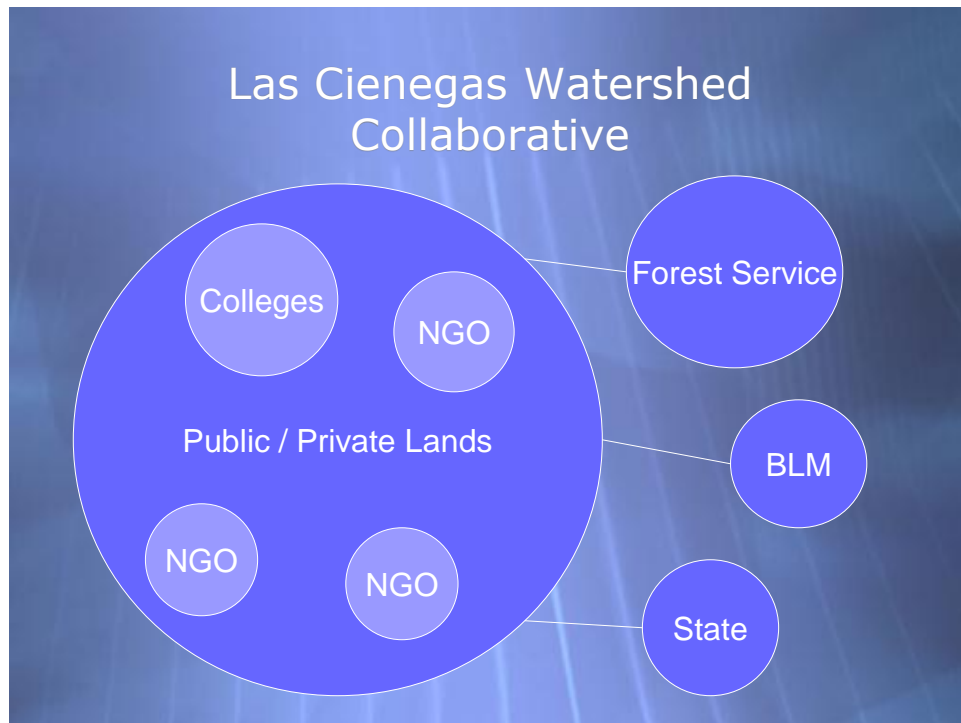 Las Cienegas Watershed
Collaborative
Colleges
NGO
Public / Private Lands
NGO
NGO
Forest Service
BLM
State